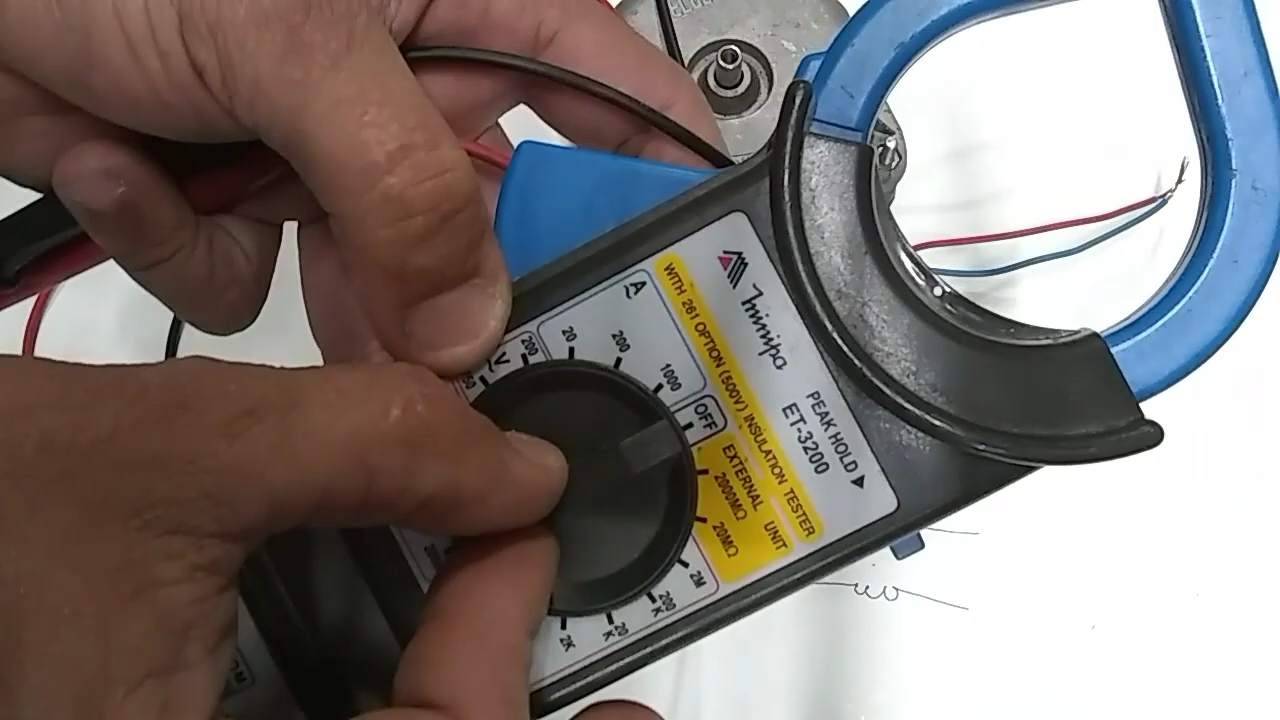 minipa
PEAK HOLD ▶
ET-3200
WITH 261 OPTION (500V) INSULATION TESTER
EXTERNAL UNIT
2000MΩ
20MΩ
OFF
A
20
200
1000
V
200
2M
200K
20K
2K